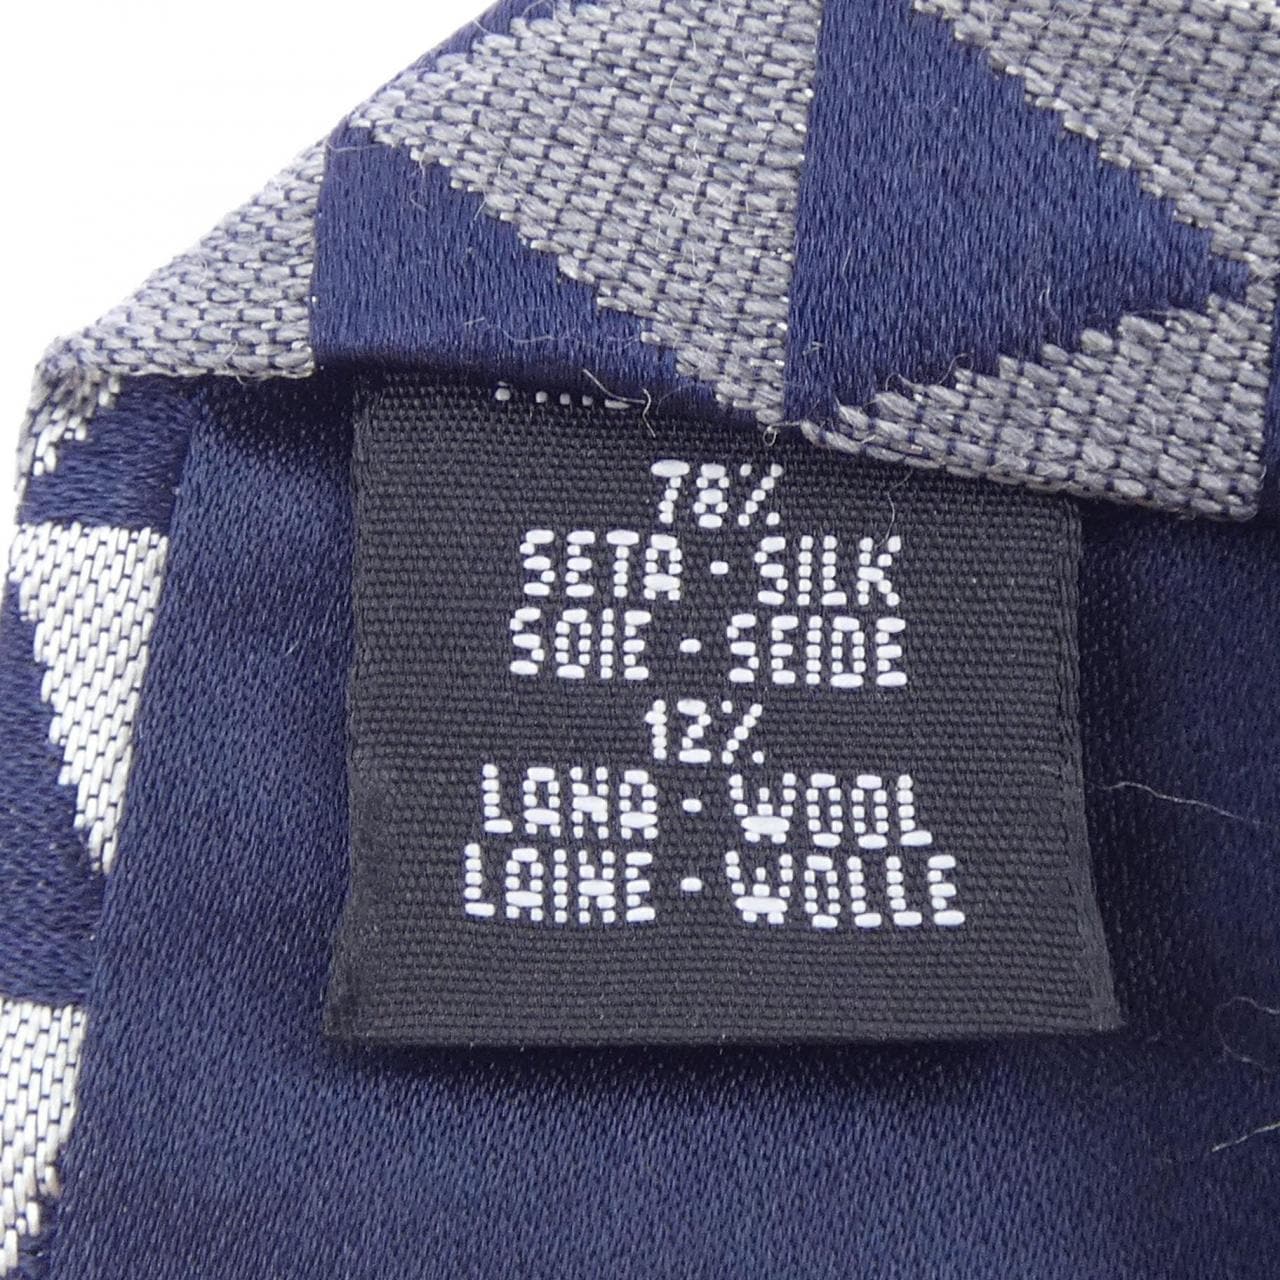 78%
SETA · SILK
SOIE · SEIDE
12%
LANA · WOOL
LAINE · WOLLE